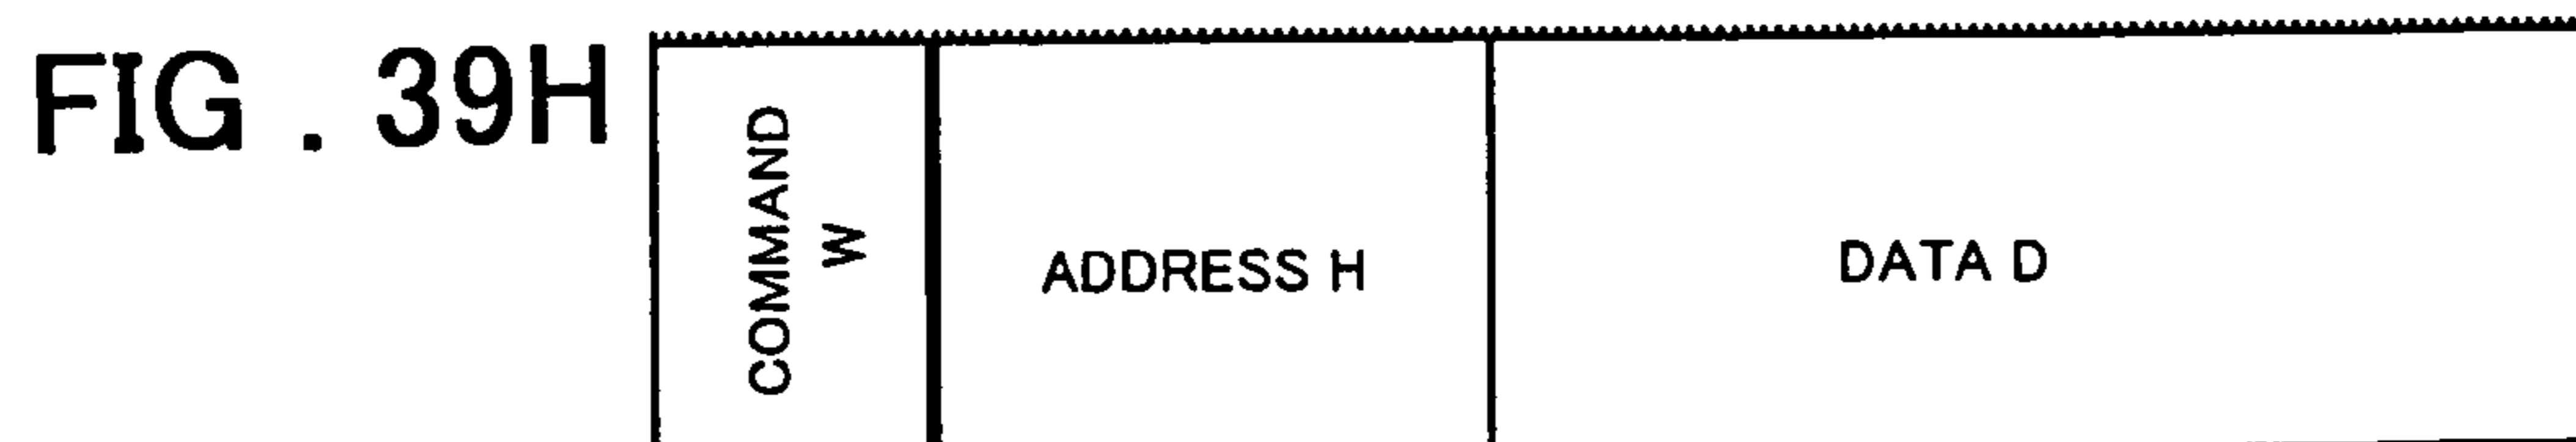 FIG . 39H
COMMAND
W
ADDRESS H
DATA D